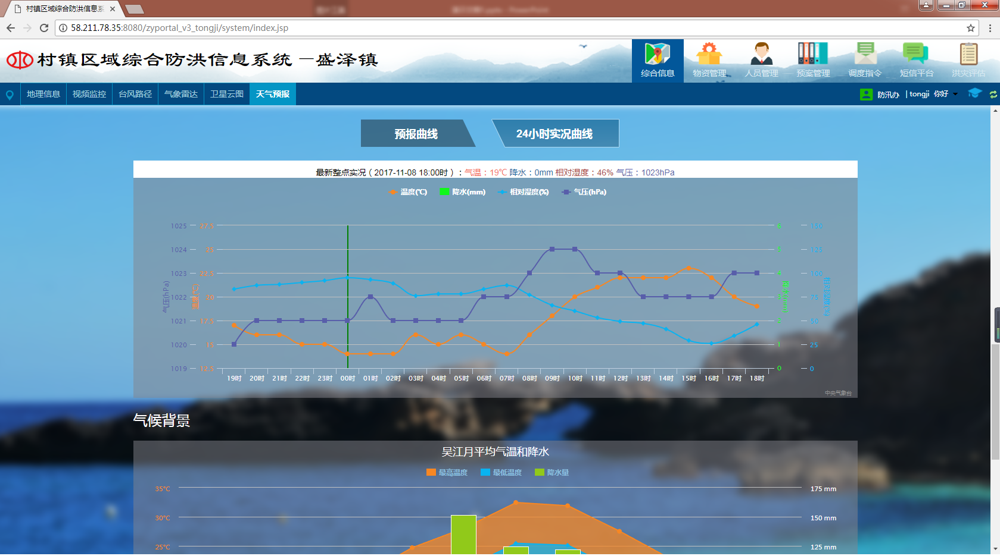 村镇区域综合防洪信息系
58.211.78.35:8080/zyportal_v3_tongji/system/index.jsp
村镇区域综合防洪信息系统 一盛泽镇
综合信息 物资管理 人员管理 预案管理 调度指令 短信平台 洪灾评估
地理信息 视频监控 台风路径 气象雷达 卫星云图 天气预报
防汛办 | tongji 你好
预报曲线 24小时实况曲线
最新整点实况（2017-11-08 18:00时）：气温：19℃ 降水：0mm 相对湿度：46% 气压：1023hPa
温度(℃) 降水(mm) 相对湿度(%) 气压(hPa)
1025 27.5 6 150
1024 25 5 125
1023 22.5 4 100
1022 20 3 75
1021 17.5 2 50
1020 15 1 25
1019 12.5 0 0
气压(hPa)
温度(℃)
相对湿度(%)
19时 20时 21时 22时 23时 00时 01时 02时 03时 04时 05时 06时 07时 08时 09时 10时 11时 12时 13时 14时 15时 16时 17时 18时
中央气象台
气候背景
吴江月平均气温和降水
最高温度 最低温度 降水量
35°C 175 mm
30°C 150 mm
25°C 125 mm